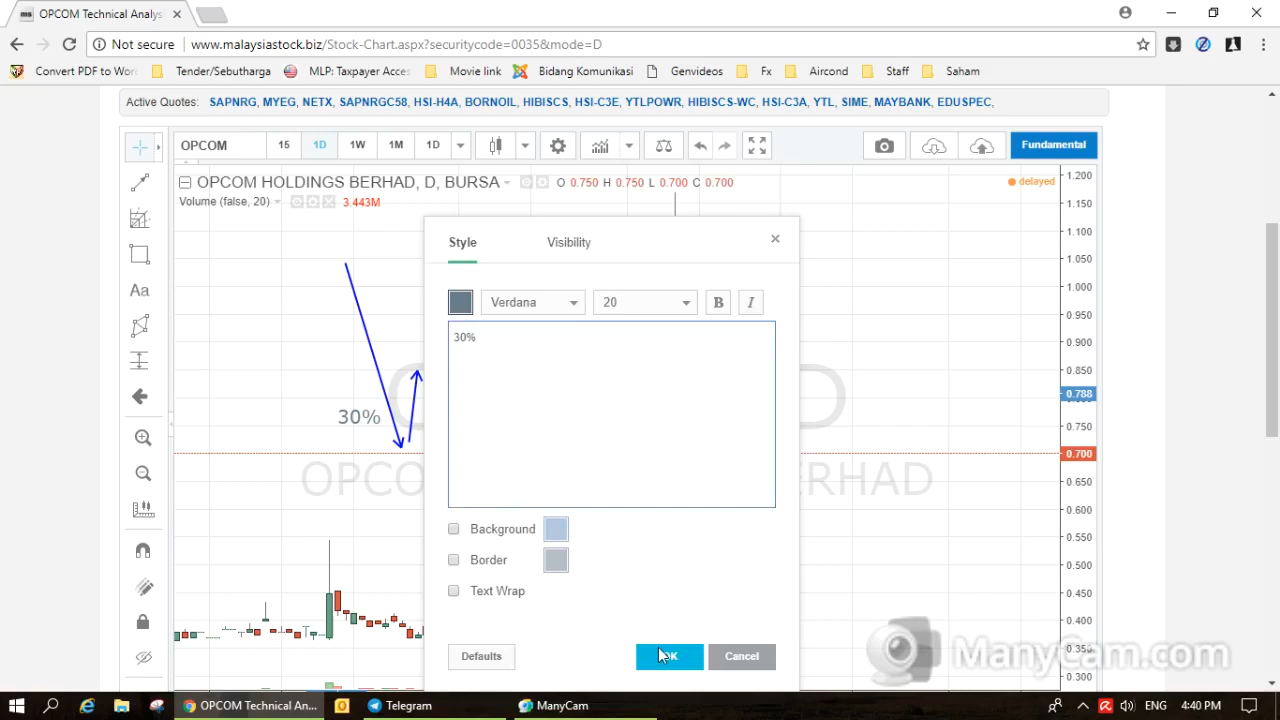 OPCOM Technical Analys
Not secure
www.malaysiastock.biz/Stock-Chart.aspx?securitycode=0035&mode=D
Convert PDF to Word
Tender/Sebutharga
MLP: Taxpayer Acces
Movie link
Bidang Komunikasi
Genvideos
Fx
Aircond
Staff
Saham
Active Quotes: SAPNRG, MYEG, NETX, SAPNRGC58, HSI-H4A, BORNOIL, HIBISCS, HSI-C3E, YTLPOWR, HIBISCS-WC, HSI-C3A, YTL, SIME, MAYBANK, EDUSPEC,
OPCOM 15 1D 1W 1M 1D
Fundamental
OPCOM HOLDINGS BERHAD, D, BURSA
O 0.750 H 0.750 L 0.700 C 0.700
delayed
Volume (false, 20)
3.443M
Style
Visibility
Verdana
20
B
I
30%
30%
Aa
Background
Border
Text Wrap
Defaults
OK
Cancel
1.200
1.150
1.100
1.050
1.000
0.950
0.900
0.850
0.788
0.750
0.700
0.650
0.600
0.550
0.500
0.450
0.400
0.350
0.300
ManyCam.com
OPCOM Technical An...
Telegram
ManyCam
ENG
4:40 PM